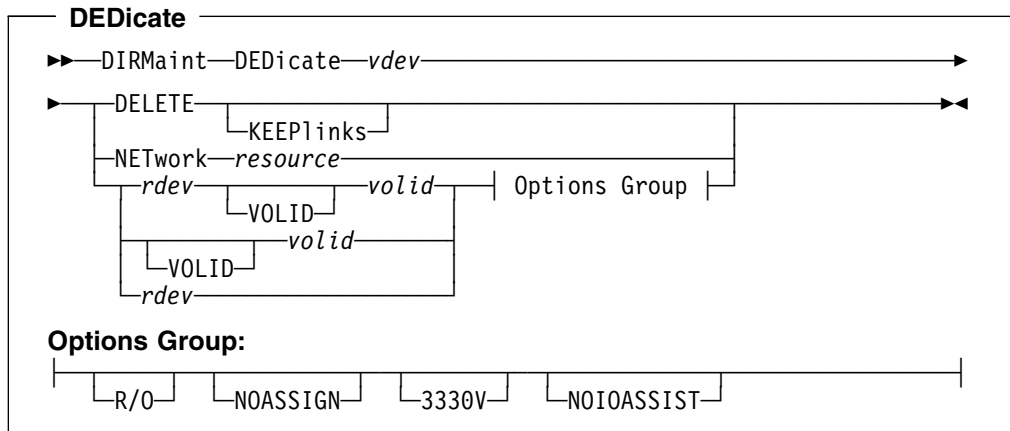 DEDicate
DIRMaint DEDicate vdev
DELETE
KEEPlinks
NETwork resource
rdev volid Options Group
VOLID
volid
VOLID
rdev
Options Group:
R/O NOASSIGN 3330V NOIOASSIST